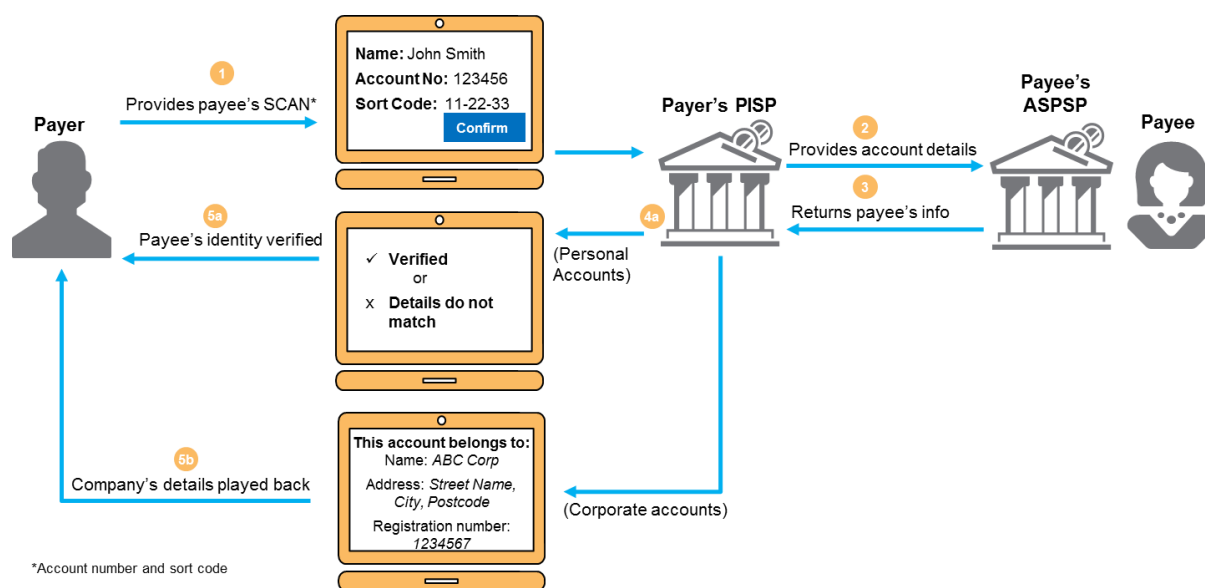 Name: John Smith
Account No: 123456
Sort Code: 11-22-33
Confirm
1
Provides payee's SCAN*
Payer
Payer's PISP
Payee's
ASPSP
Payee
2
Provides account details
3
Returns payee's info
4a
(Personal
Accounts)
5a
Payee's identity verified
✓ Verified
or
x Details do not
match
This account belongs to:
Name: ABC Corp
Address: Street Name,
City, Postcode
Registration number:
1234567
5b
Company's details played back
(Corporate accounts)
*Account number and sort code